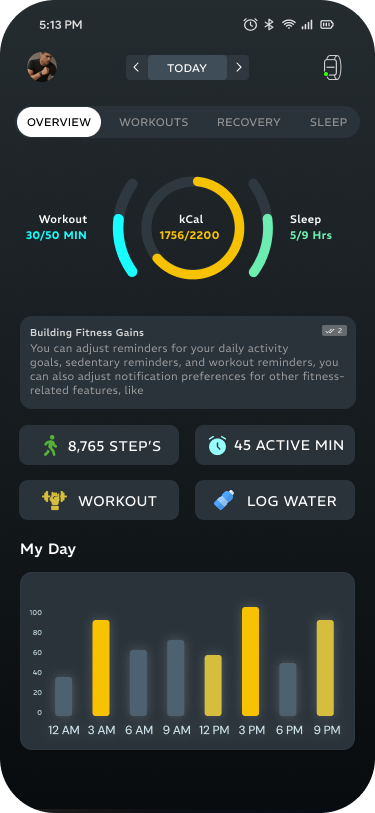 5:13 PM
TODAY
OVERVIEW WORKOUTS RECOVERY SLEEP
Workout
30/50 MIN
kCal
1756/2200
Sleep
5/9 Hrs
Building Fitness Gains
2
You can adjust reminders for your daily activity
goals, sedentary reminders, and workout reminders, you
can also adjust notification preferences for other fitness-
related features, like
8,765 STEP’S
45 ACTIVE MIN
WORKOUT
LOG WATER
My Day
100
80
60
40
20
0
12 AM 3 AM 6 AM 9 AM 12 PM 3 PM 6 PM 9 PM